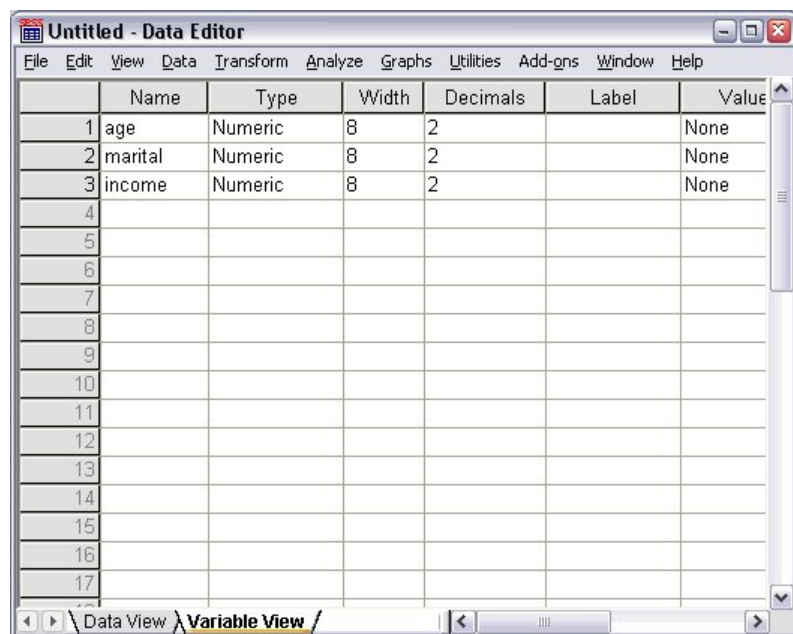 Untitled - Data Editor
File Edit View Data Transform Analyze Graphs Utilities Add-ons Window Help
Name Type Width Decimals Label Value
1 age Numeric 8 2 None
2 marital Numeric 8 2 None
3 income Numeric 8 2 None
4
5
6
7
8
9
10
11
12
13
14
15
16
17
Data View Variable View